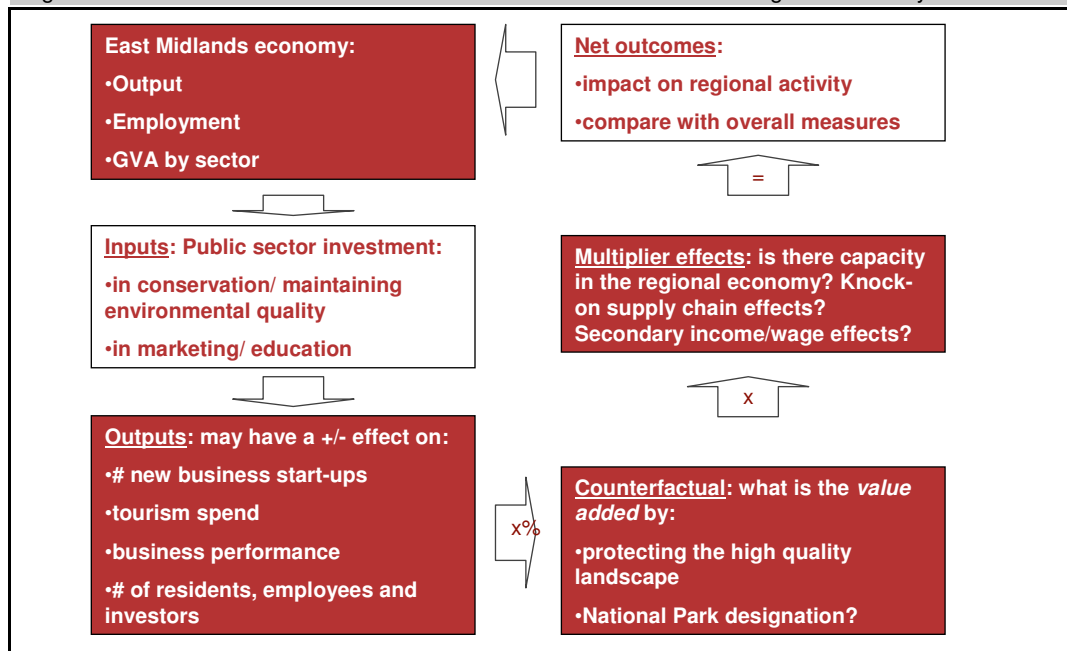 East Midlands economy:
•Output
•Employment
•GVA by sector
Inputs: Public sector investment:
•in conservation/ maintaining
environmental quality
•in marketing/ education
Outputs: may have a +/- effect on:
•# new business start-ups
•tourism spend
•business performance
•# of residents, employees and
investors
x%
Counterfactual: what is the value
added by:
•protecting the high quality
landscape
•National Park designation?
x
Multiplier effects: is there capacity
in the regional economy? Knock-
on supply chain effects?
Secondary income/wage effects?
=
Net outcomes:
•impact on regional activity
•compare with overall measures